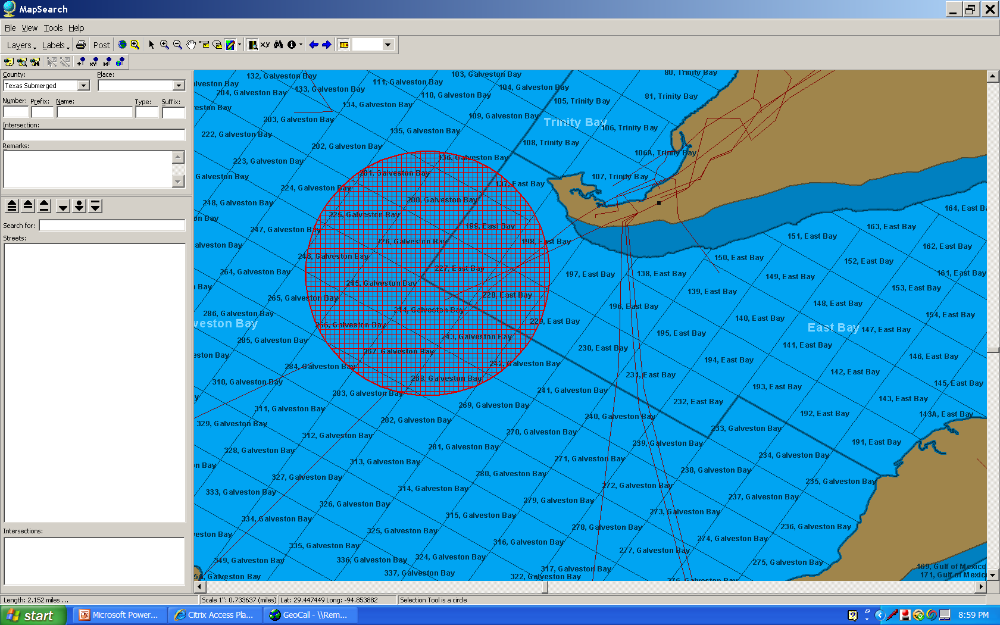 MapSearch
File View Tools Help
Layers Labels Post X,Y
XY M
County: Place:
Texas Submerged
Number: Prefix: Name: Type: Suffix:
Intersection:
Remarks:
Search for:
Streets:
Intersections:
132, Galveston Bay
103, Galveston Bay
80, Trinity Bay
111, Galveston Bay
alveston Bay
133, Galveston Bay
104, Galveston Bay
204, Galveston Bay
110, Galveston Bay
81, Trinity Bay
105, Trinity Bay
134, Galveston Bay
veston Bay
109, Galveston Bay
203, Galveston Bay
Trinity Bay
106, Trinity Bay
135, Galveston Bay
222, Galveston Bay
108, Trinity Bay
202, Galveston Bay
106A, Trinity Bay
136, Galveston Bay
223, Galveston Bay
201, Galveston Bay
Galveston Bay
107, Trinity Bay
137, East Bay
224, Galveston Bay
200, Galveston Bay
248, Galveston Bay
164, East Ba
225, Galveston Bay
on Bay
199, East Bay
163, East Bay
247, Galveston Bay
151, East Bay
226, Galveston Bay
198, East Bay
alveston Bay
162, East Bay
246, Galveston Bay
150, East Bay
152, East Bay
227, East Bay
264, Galveston Bay
197, East Bay
138, East Bay
161, East Bay
149, East Bay
245, Galveston Bay
n Bay
153, East Bay
139, East Bay
228, East Bay
265, Galveston Bay
148, East Bay
196, East Bay
244, Galveston Bay
286, Galveston Bay
154, East Bay
140, East Bay
229, East Bay
veston Bay
266, Galveston Bay
East Bay
147, East Bay
195, East Bay
243, Galveston Bay
285, Galveston Bay
141, East Bay
230, East Bay
267, Galveston Bay
eston Bay
146, East Bay
194, East Bay
242, Galveston Bay
284, Galveston Bay
142, East Bay
231, East Bay
268, Galveston Bay
310, Galveston Bay
145, East Bay
193, East Bay
241, Galveston Bay
283, Galveston Bay
y
143, East Bay
232, East Bay
269, Galveston Bay
311, Galveston Bay
192, East Bay
143A, East Bay
240, Galveston Bay
282, Galveston Bay
329, Galveston Bay
233, Galveston Bay
270, Galveston Bay
312, Galveston Bay
191, East Bay
239, Galveston Bay
281, Galveston Bay
328, Galveston Bay
234, Galveston Bay
271, Galveston Bay
313, Galveston Bay
on Bay
238, Galveston Bay
280, Galveston Bay
327, Galveston Bay
235, Galveston Bay
272, Galveston Bay
314, Galveston Bay
333, Galveston Bay
237, Galveston Bay
279, Galveston Bay
326, Galveston Bay
273, Galveston Bay
315, Galveston Bay
334, Galveston Bay
236, Galveston Bay
278, Galveston Bay
325, Galveston Bay
veston Bay
274, Galveston Bay
316, Galveston Bay
335, Galveston Bay
277, Galveston Bay
324, Galveston Bay
336, Galveston Bay
349, Galveston Bay
275, Galveston Bay
169, Gulf of Mexico
317, Galveston Bay
337, Galveston Bay
171, Gulf of Mexico
322, Galveston Bay
5A, Galveston Bay
276, Galveston Bay
Length: 2.152 miles ... Scale 1": 0.733637 (miles) Lat: 29.447449 Long: -94.853882 Selection Tool is a circle
start Microsoft Power... Citrix Access Pla... GeoCall - \\Rem... 8:59 PM